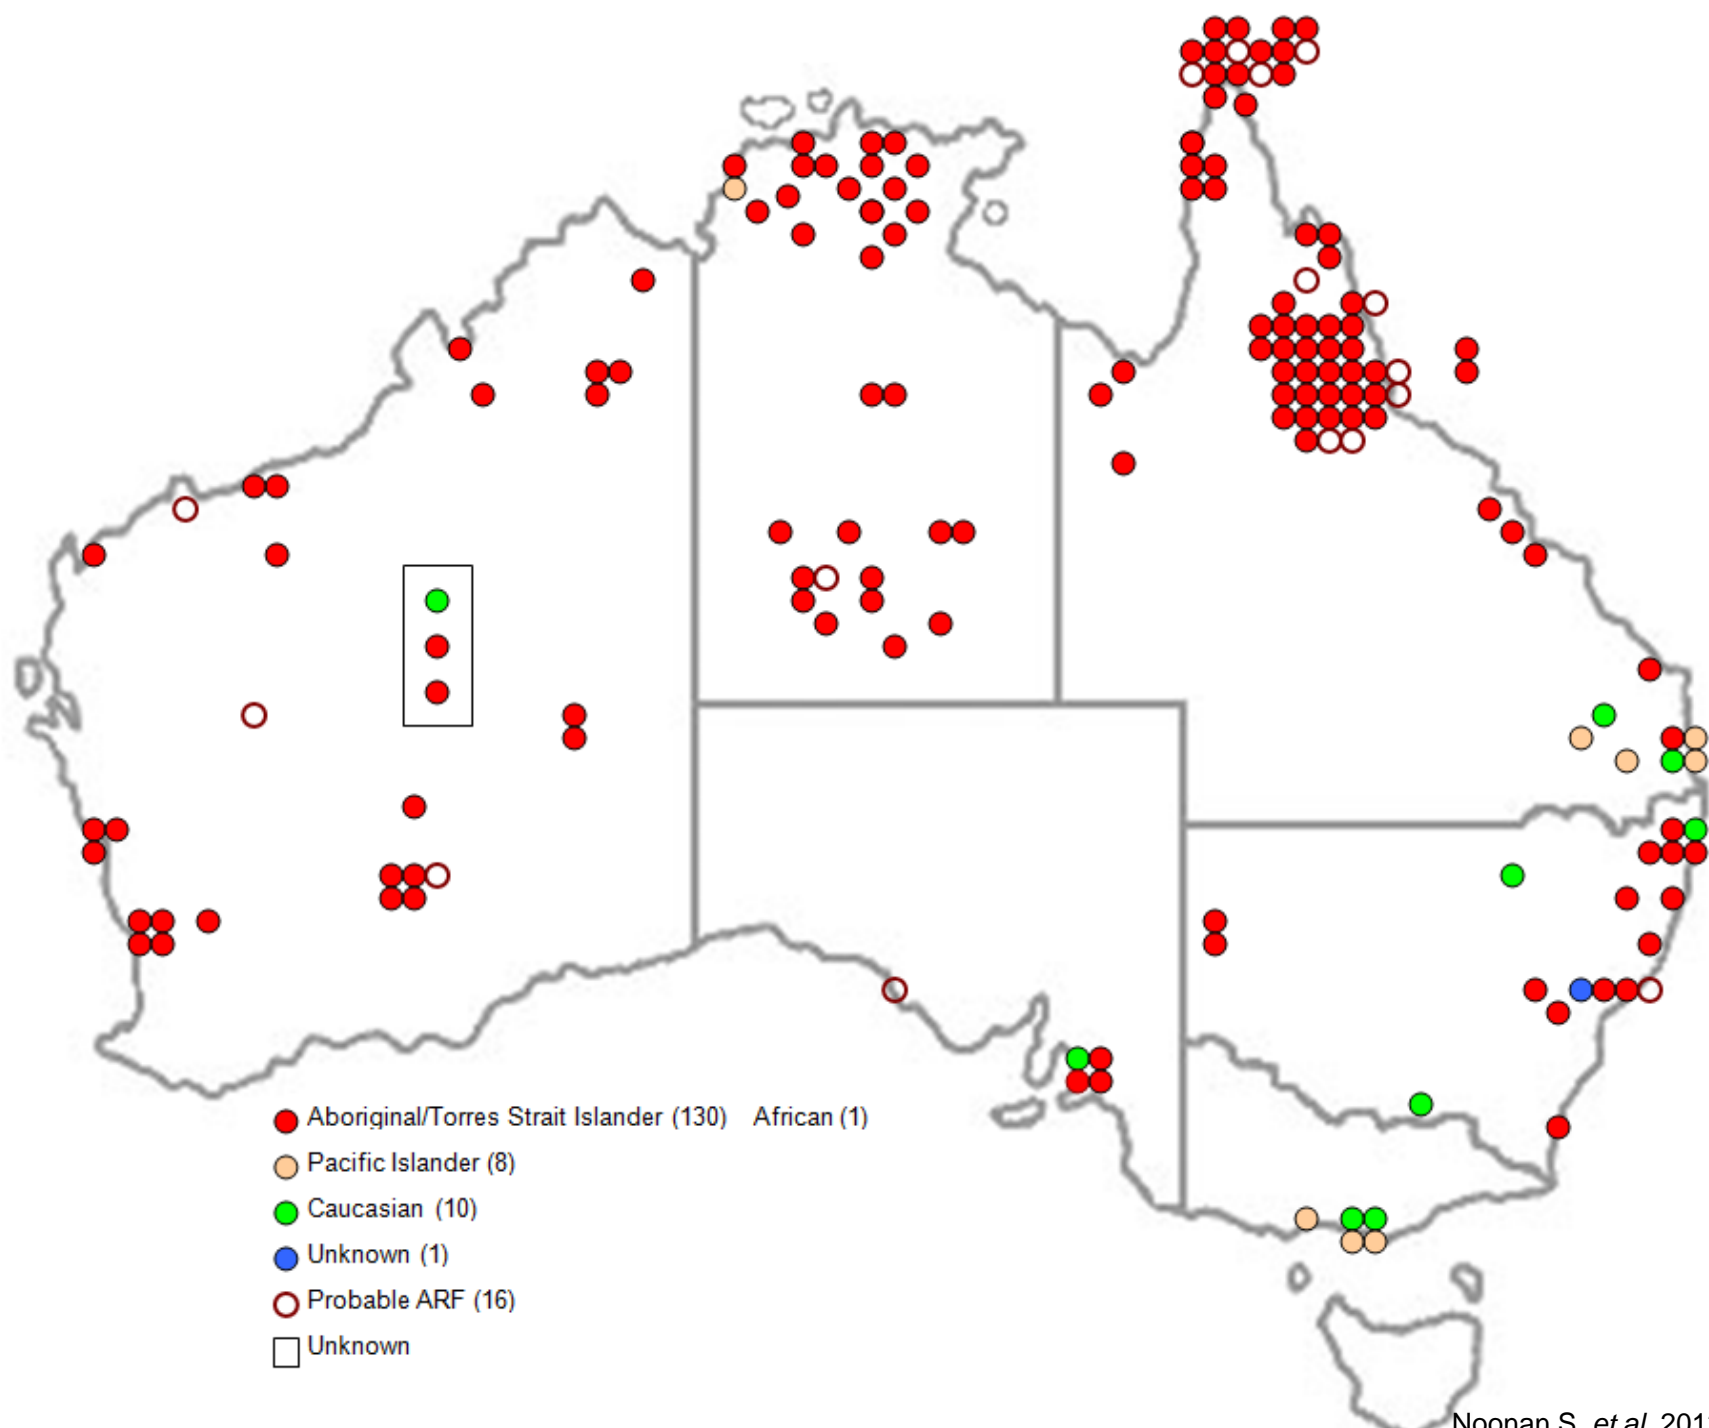 Aboriginal/Torres Strait Islander (130) African (1)
Pacific Islander (8)
Caucasian (10)
Unknown (1)
Probable ARF (16)
Unknown
Noonan S, et al,